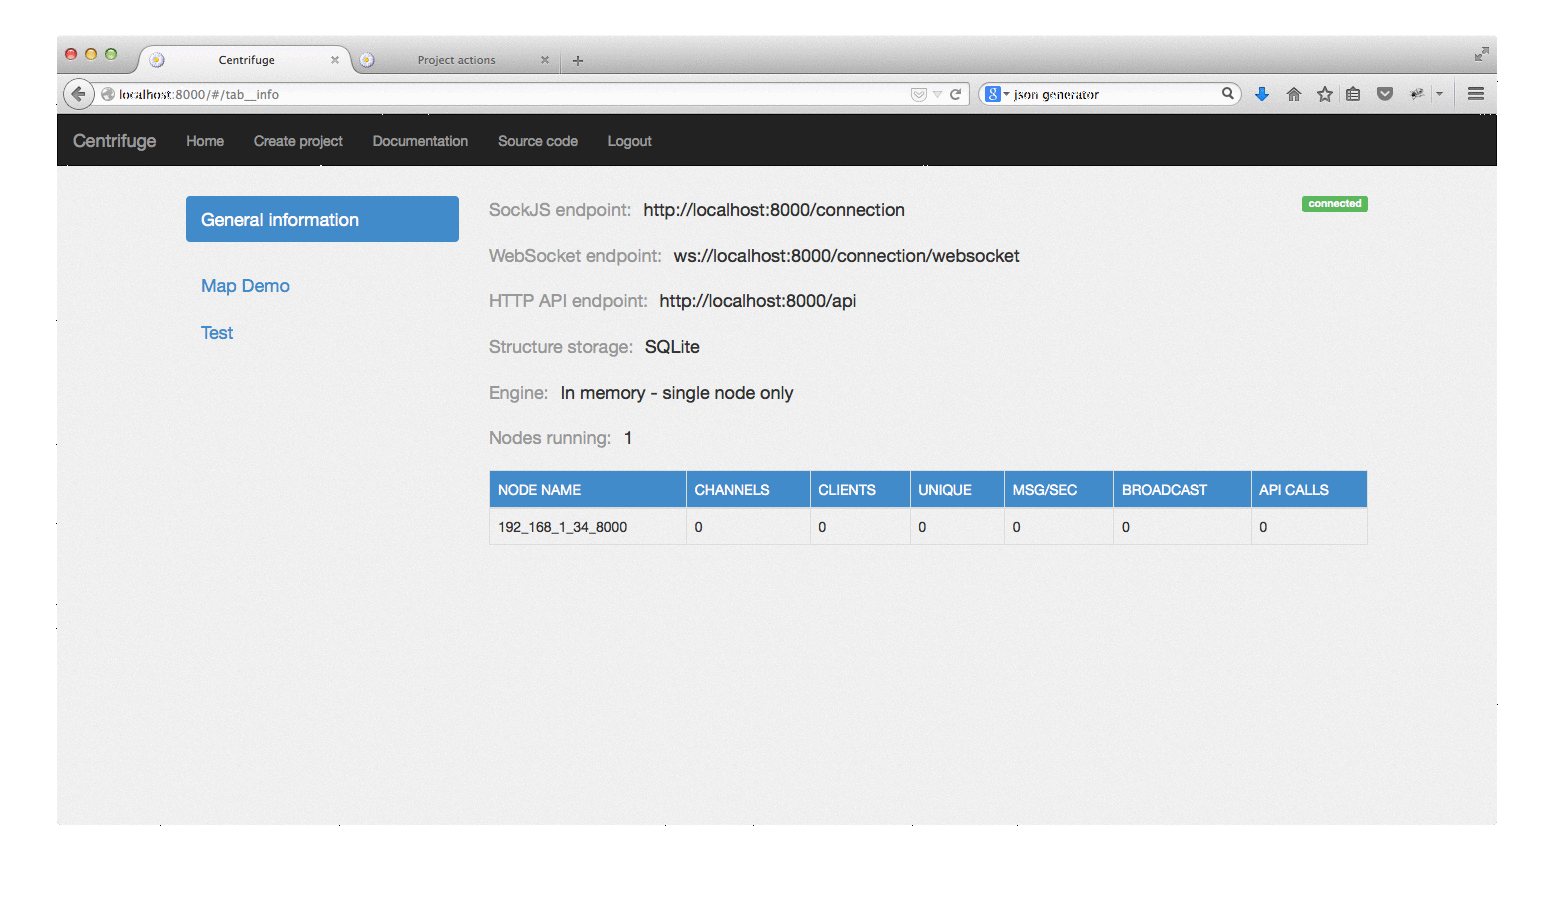 Centrifuge
Project actions
localhost:8000/#/tab__info
json generator
Centrifuge Home Create project Documentation Source code Logout
General information
Map Demo
Test
SockJS endpoint: http://localhost:8000/connection
connected
WebSocket endpoint: ws://localhost:8000/connection/websocket
HTTP API endpoint: http://localhost:8000/api
Structure storage: SQLite
Engine: In memory - single node only
Nodes running: 1
NODE NAME CHANNELS CLIENTS UNIQUE MSG/SEC BROADCAST API CALLS
192_168_1_34_8000 0 0 0 0 0 0